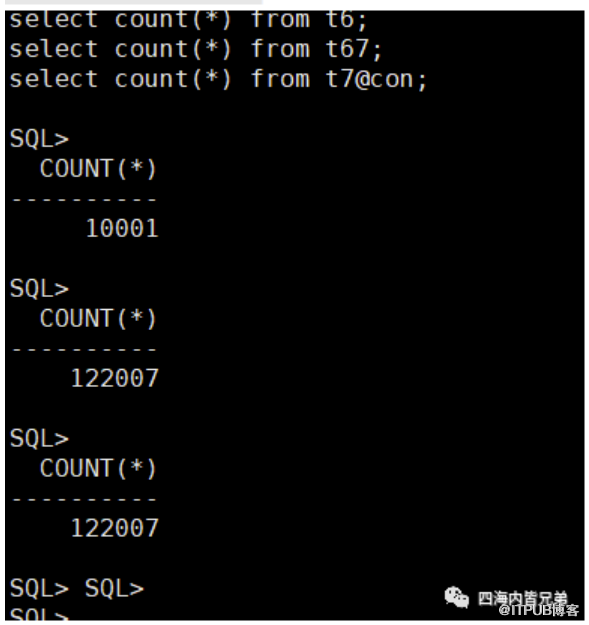 select count(*) from t6;
select count(*) from t67;
select count(*) from t7@con;
SQL>
COUNT(*)
----------
10001
SQL>
COUNT(*)
----------
122007
SQL>
COUNT(*)
----------
122007
SQL> SQL>
SQL>
四海内皆兄弟
@ITPUB博客